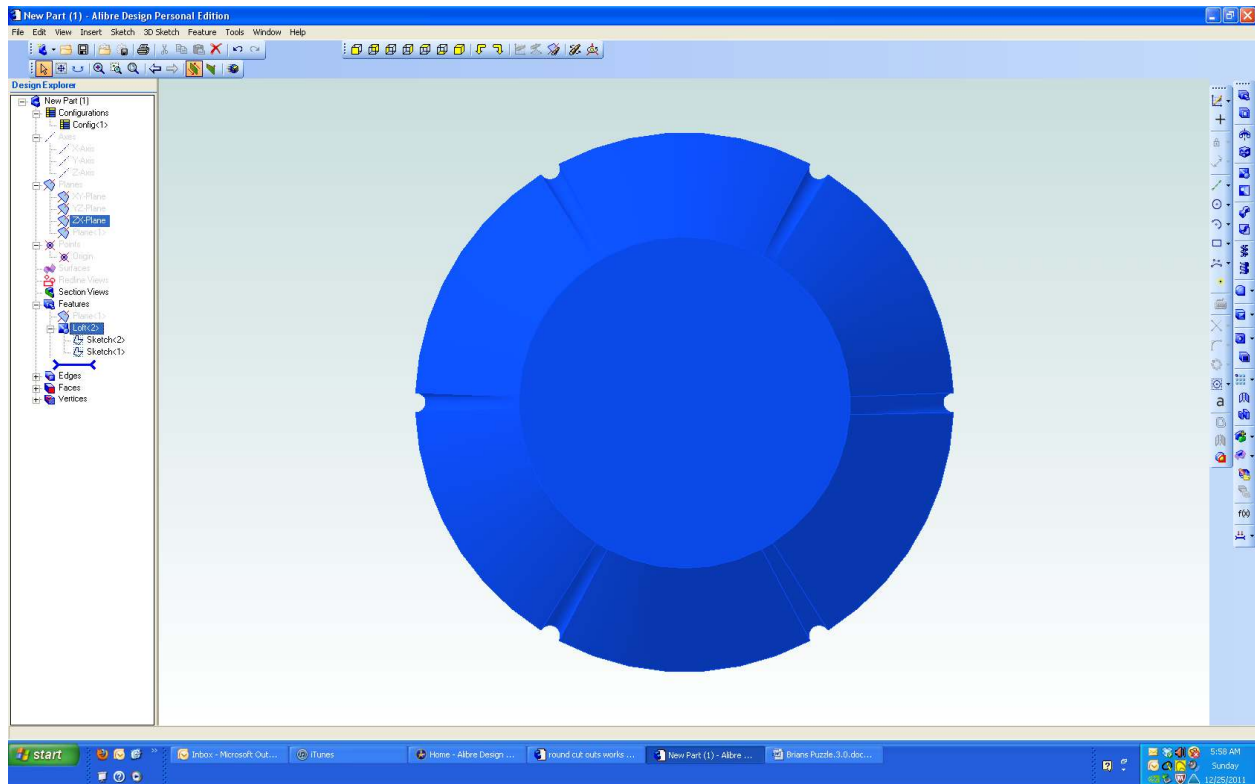 New Part (1) - Alibre Design Personal Edition
File Edit View Insert Sketch 3D Sketch Feature Tools Window Help
Design Explorer
New Part (1)
Configurations
Config<1>
Axes
X-Axis
Y-Axis
Z-Axis
Planes
XY-Plane
YZ-Plane
ZX-Plane
Plane<1>
Points
Origin
Surfaces
Redline Views
Section Views
Features
Plane<1>
Loft<2>
Sketch<2>
Sketch<1>
Edges
Faces
Vertices
a
f(x)
start
Inbox - Microsoft Out...
iTunes
Home - Alibre Design ...
round cut outs works ...
New Part (1) - Alibre ...
Brians Puzzle.3.0.doc...
5:58 AM
Sunday
12/25/2011